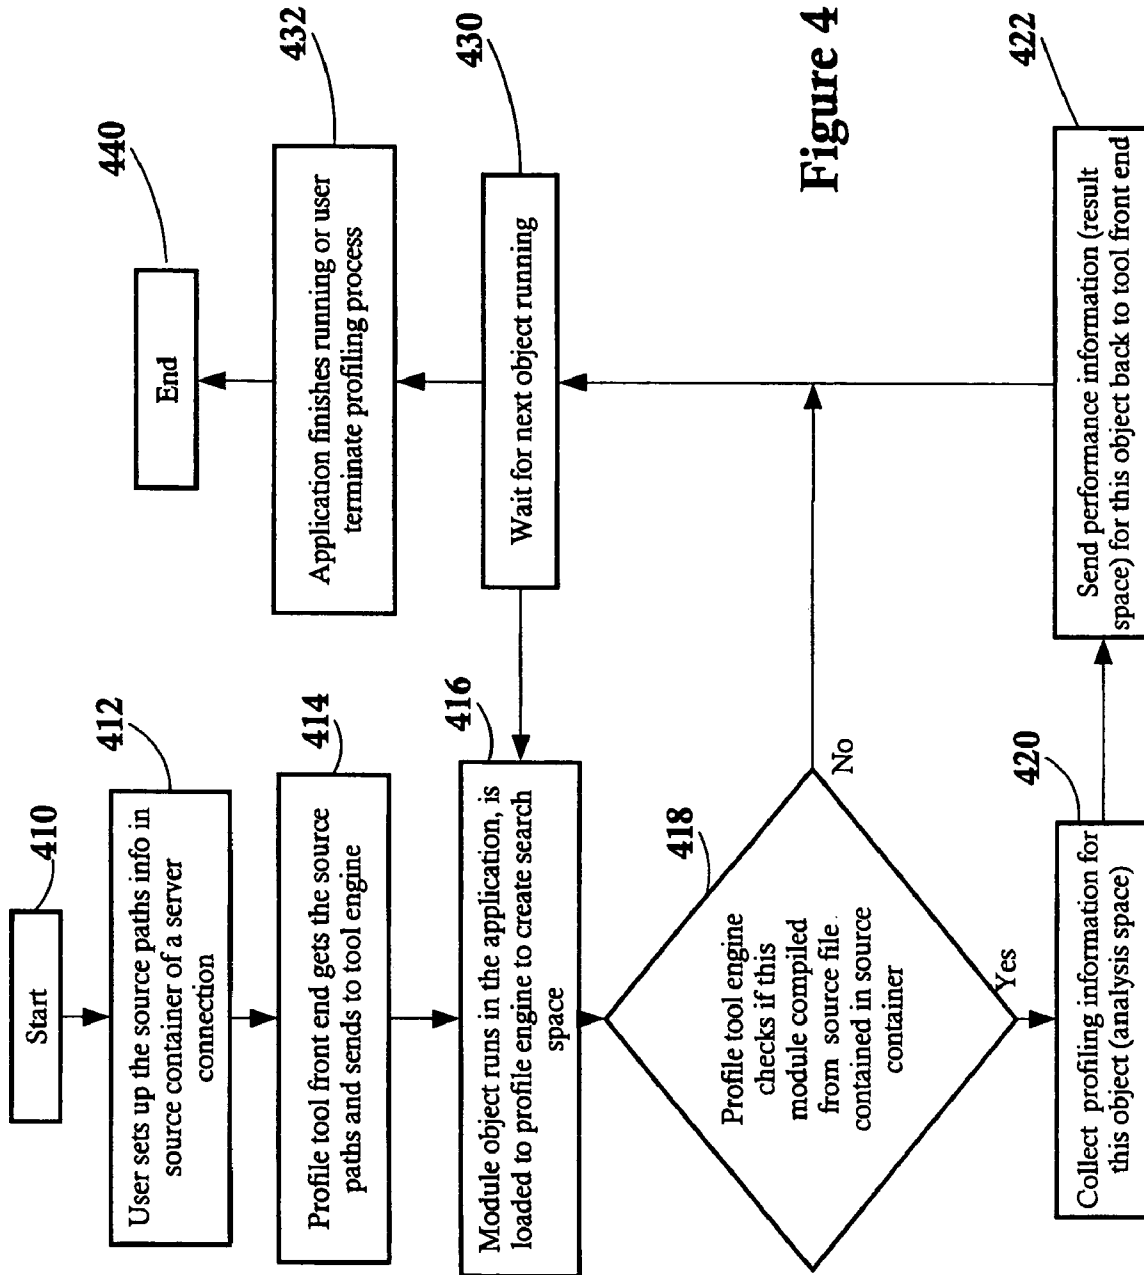 Start
410
User sets up the source paths info in
source container of a server
connection
412
Profile tool front end gets the source
paths and sends to tool engine
414
Module object runs in the application, is
loaded to profile engine to create search
space
416
Profile tool engine
checks if this
module compiled
from source file
contained in source
container
418
No
Yes
Collect profiling information for
this object (analysis space)
420
Send performance information (result
space) for this object back to tool front end
422
Wait for next object running
430
Application finishes running or user
terminate profiling process
432
End
440
Figure 4